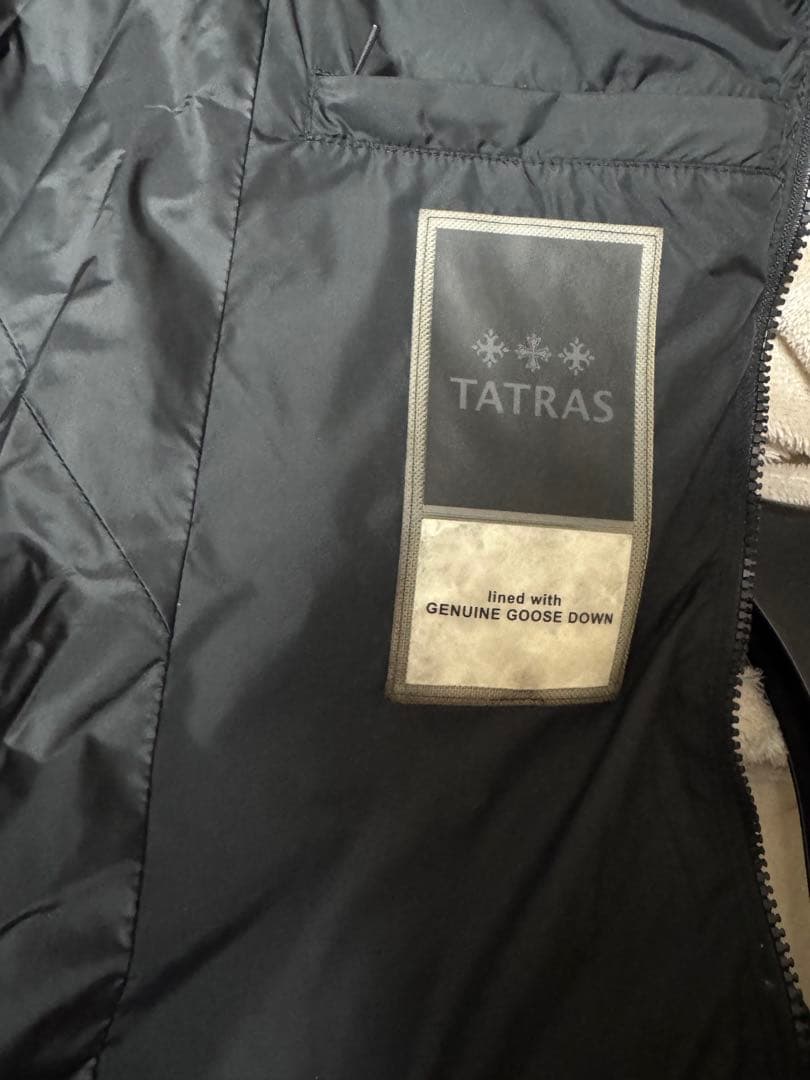 TATRAS
lined with
GENUINE GOOSE DOWN